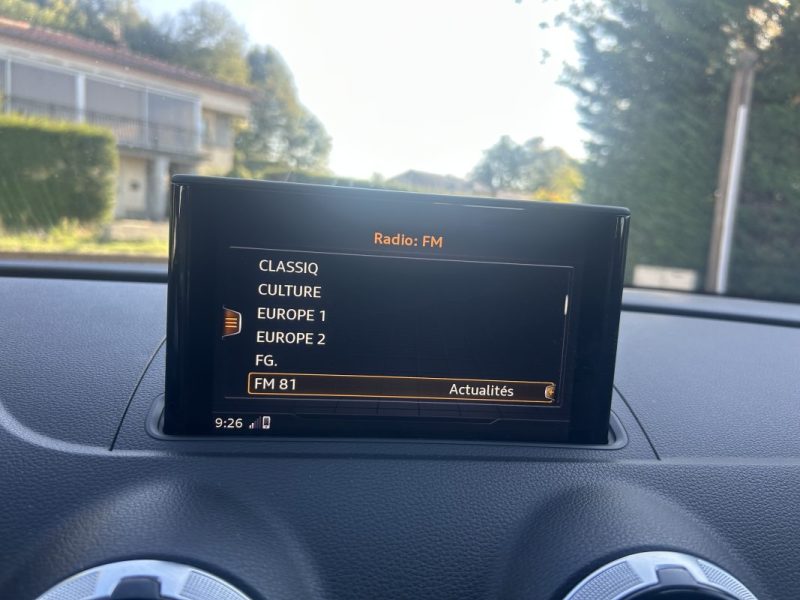 Radio: FM
CLASSIQ
CULTURE
EUROPE 1
EUROPE 2
FG.
FM 81 Actualités
9:26